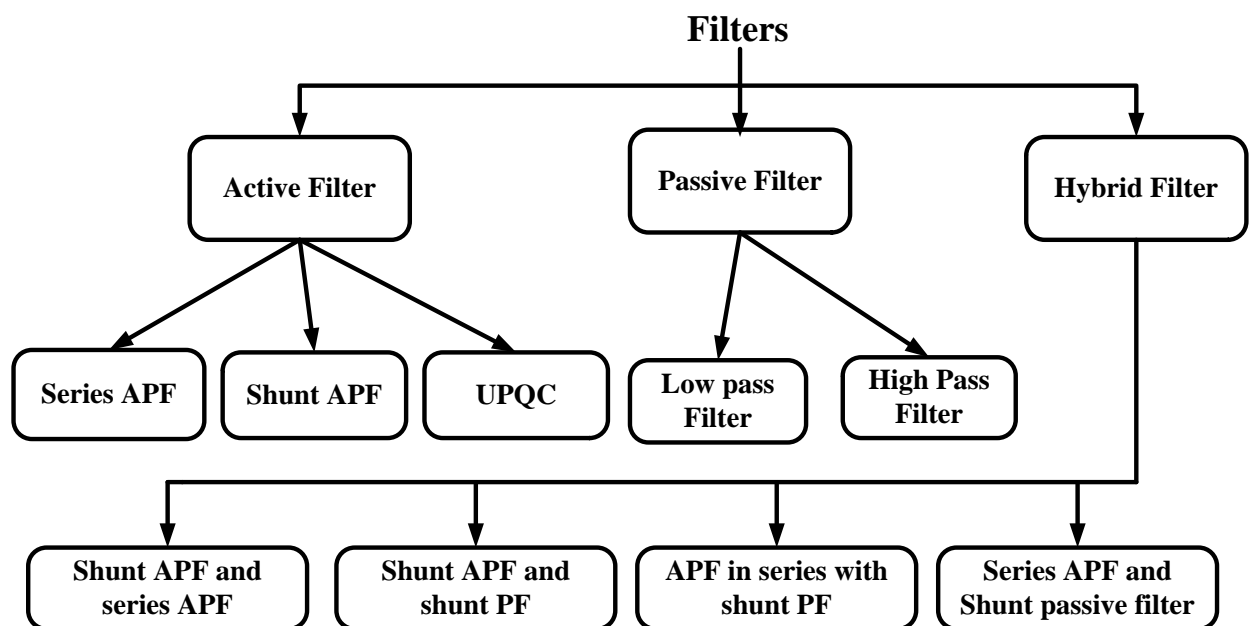 Filters
Active Filter
Passive Filter
Hybrid Filter
Series APF
Shunt APF
UPQC
Low pass
Filter
High Pass
Filter
Shunt APF and
series APF
Shunt APF and
shunt PF
APF in series with
shunt PF
Series APF and
Shunt passive filter